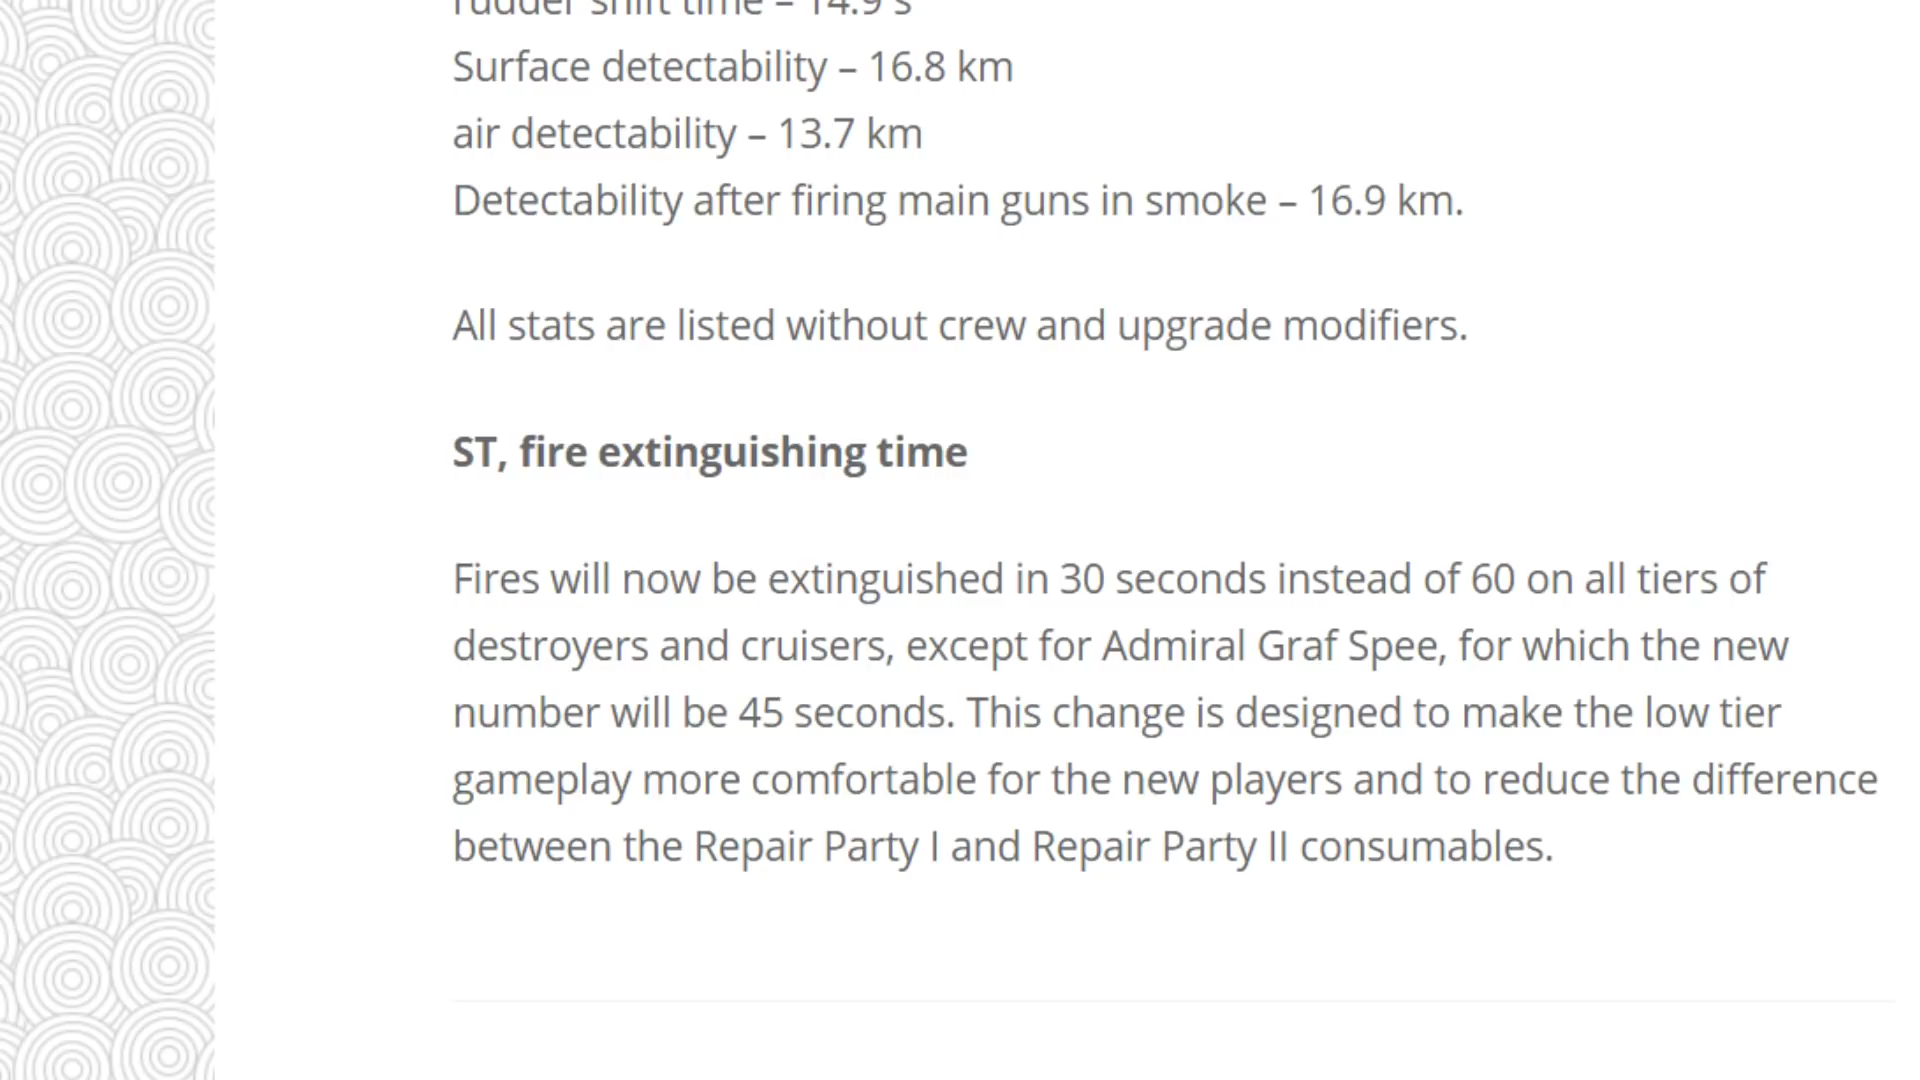 rudder shift time – 14.9 s
Surface detectability – 16.8 km
air detectability – 13.7 km
Detectability after firing main guns in smoke – 16.9 km.
All stats are listed without crew and upgrade modifiers.
ST, fire extinguishing time
Fires will now be extinguished in 30 seconds instead of 60 on all tiers of
destroyers and cruisers, except for Admiral Graf Spee, for which the new
number will be 45 seconds. This change is designed to make the low tier
gameplay more comfortable for the new players and to reduce the difference
between the Repair Party I and Repair Party II consumables.